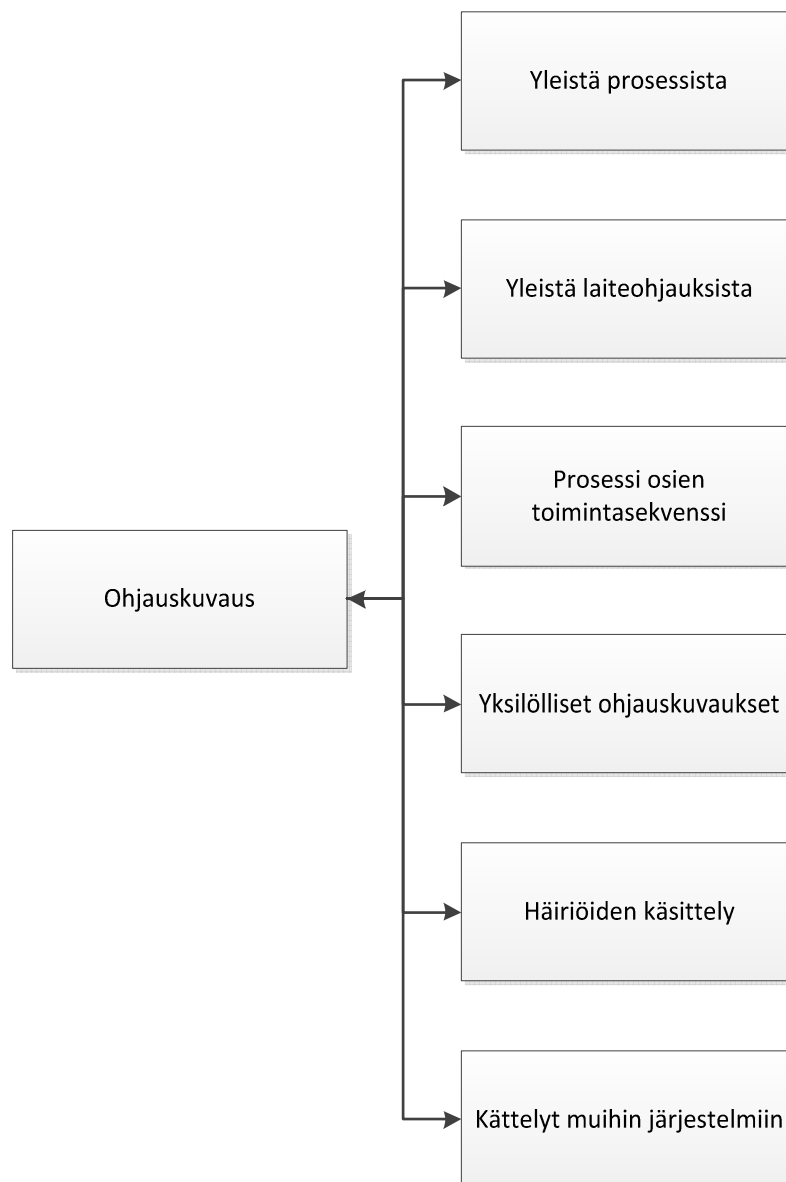 Yleistä prosessista
Yleistä laiteohjauksista
Prosessi osien
toimintasekvenssi
Ohjauskuvaus
Yksilölliset ohjauskuvaukset
Häiriöiden käsittely
Kättelyt muihin järjestelmiin